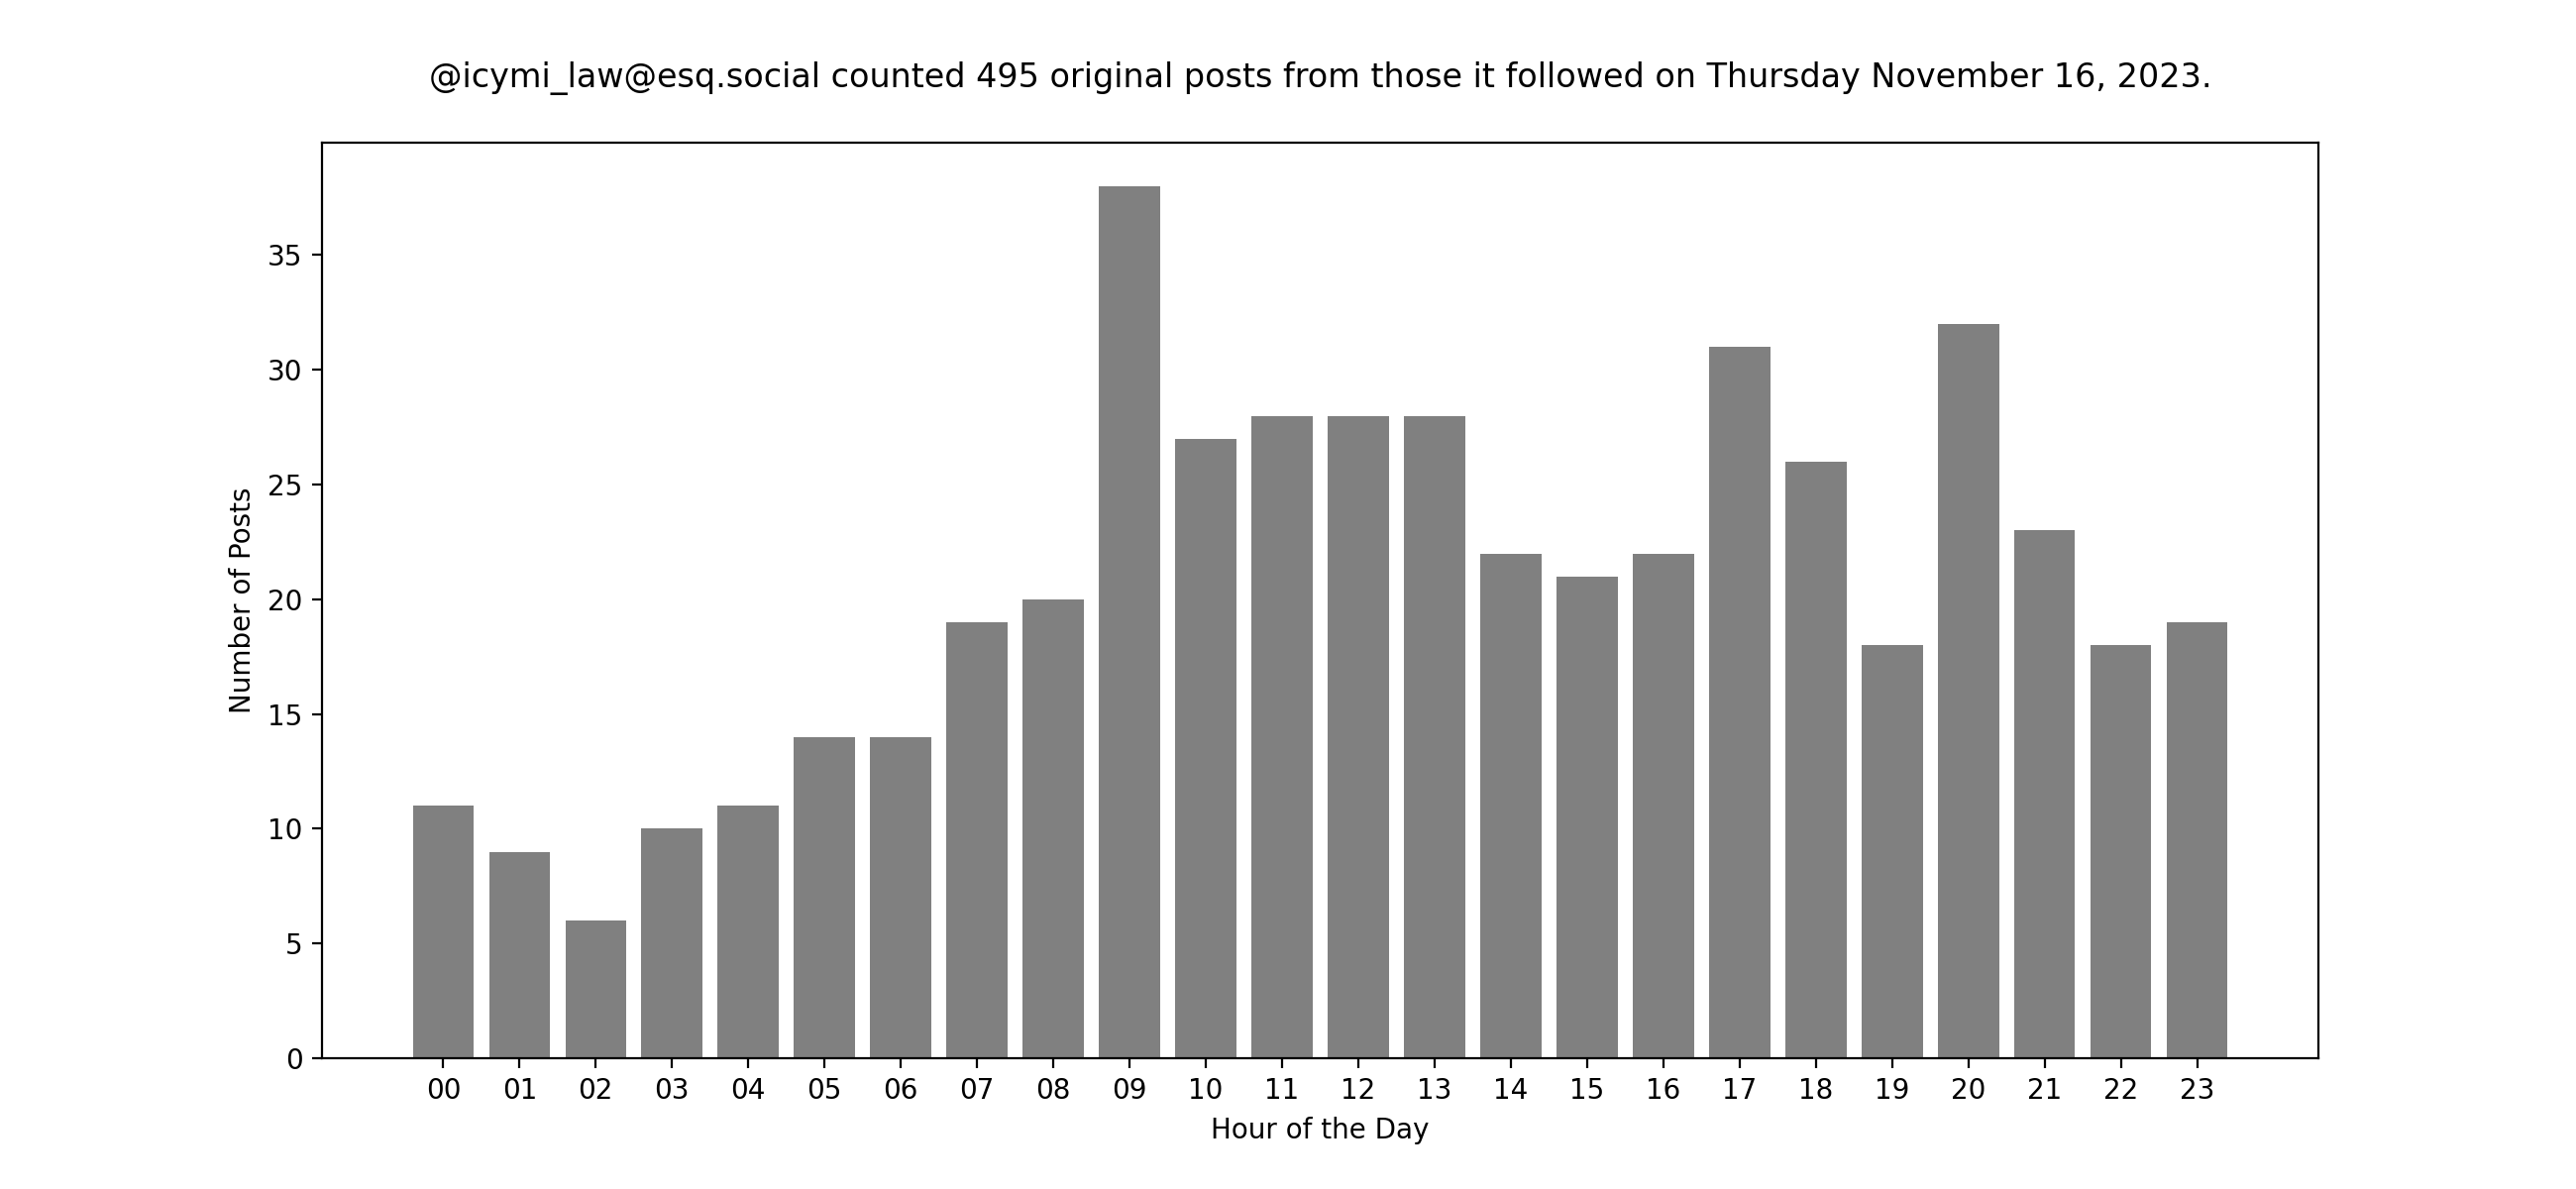 @icymi_law@esq.social counted 495 original posts from those it followed on Thursday November 16, 2023.
35
30
25
20
15
10
5
0
Number of Posts
00 01 02 03 04 05 06 07 08 09 10 11 12 13 14 15 16 17 18 19 20 21 22 23
Hour of the Day